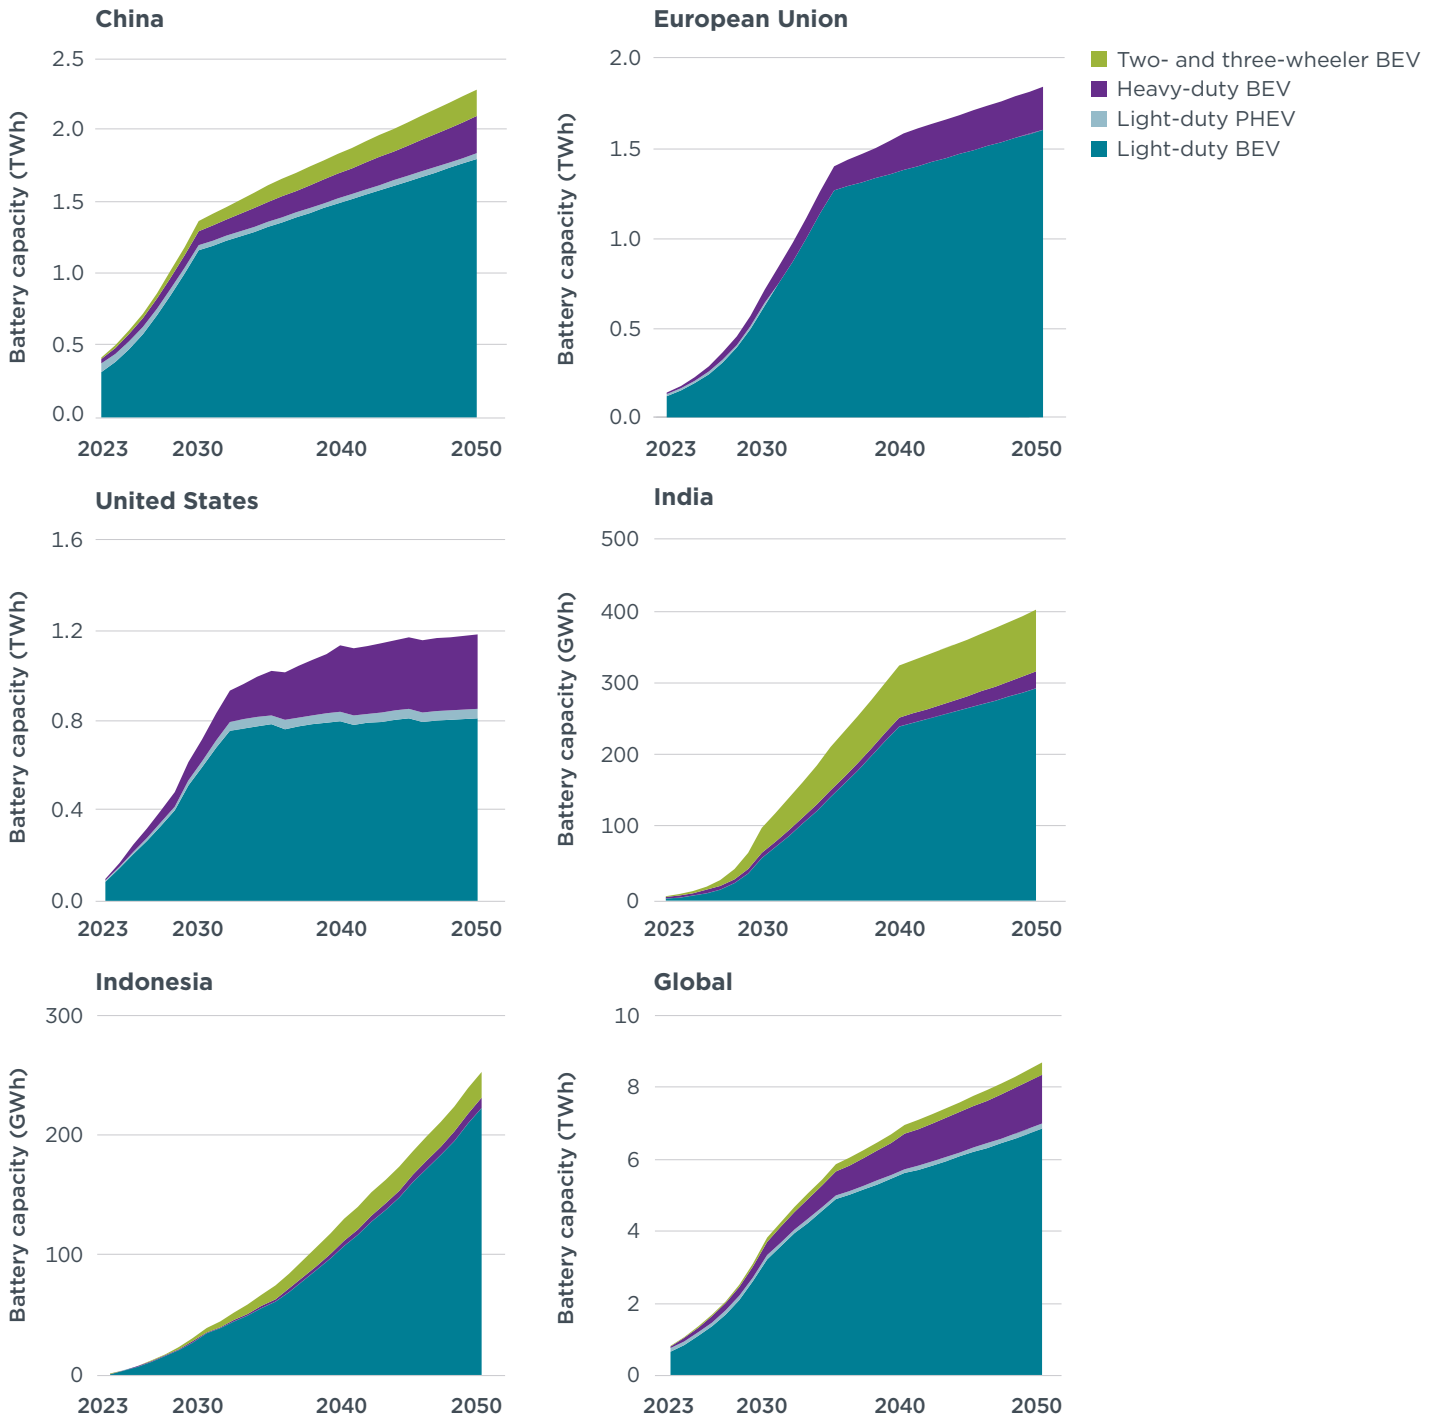 China
Battery capacity (TWh)
2.5
2.0
1.5
1.0
0.5
0.0
2023 2030 2040 2050
European Union
Battery capacity (TWh)
2.0
1.5
1.0
0.5
0.0
2023 2030 2040 2050
Two- and three-wheeler BEV
Heavy-duty BEV
Light-duty PHEV
Light-duty BEV
United States
Battery capacity (TWh)
1.6
1.2
0.8
0.4
0.0
2023 2030 2040 2050
India
Battery capacity (GWh)
500
400
300
200
100
0
2023 2030 2040 2050
Indonesia
Battery capacity (GWh)
300
200
100
0
2023 2030 2040 2050
Global
Battery capacity (TWh)
10
8
6
4
2
0
2023 2030 2040 2050